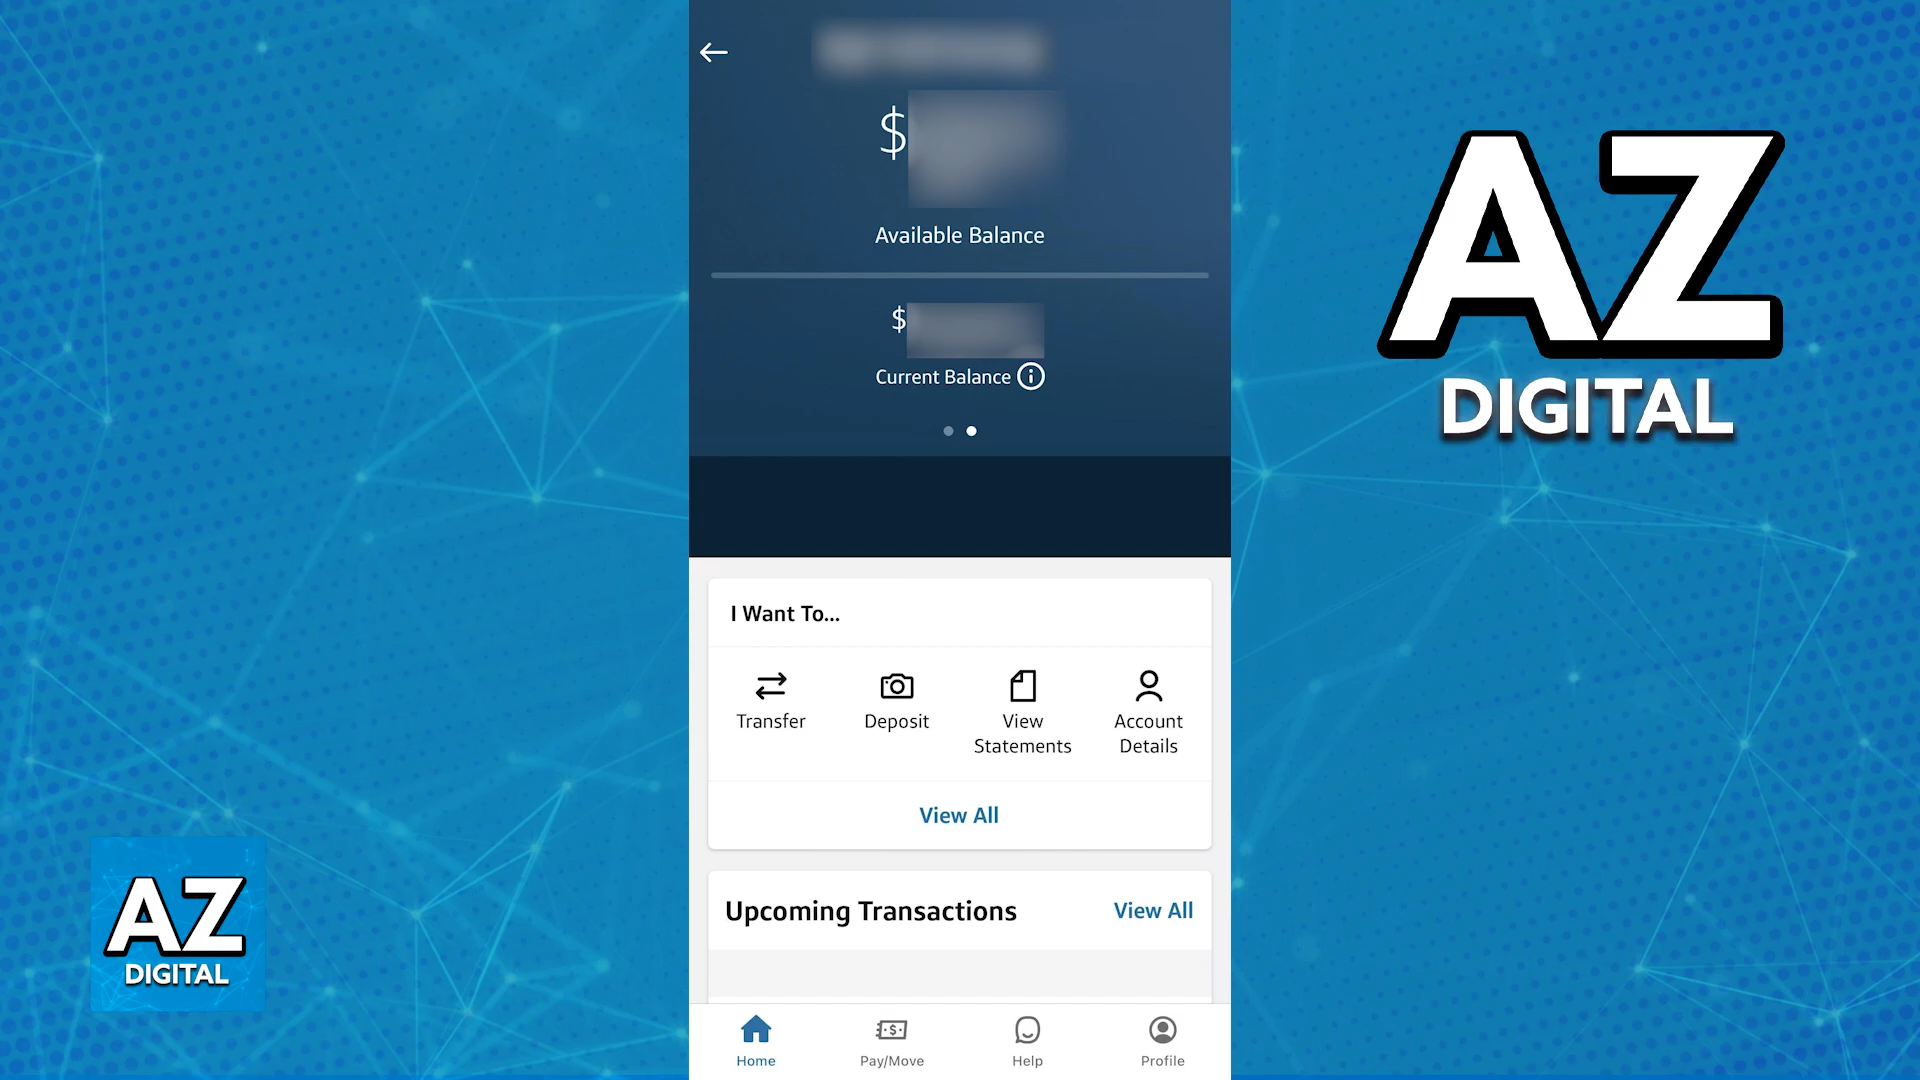 $
Available Balance
$
Current Balance
I Want To...
Transfer
Deposit
View
Statements
Account
Details
View All
Upcoming Transactions
View All
Home
Pay/Move
Help
Profile
AZ
DIGITAL
AZ
DIGITAL